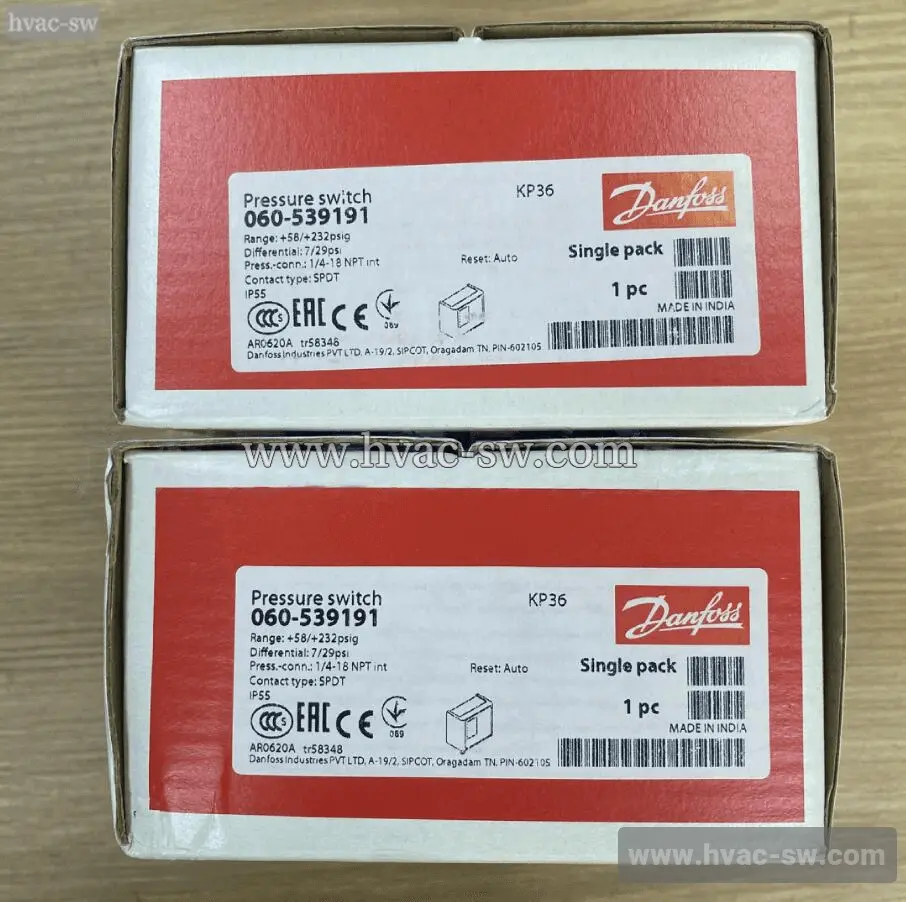 hvac-sw
Pressure switch
060-539191
Range: +58/+232psig
Differential: 7/29psi
Press.-conn.: 1/4-18 NPT int
Contact type: SPDT
IP55
KP36
Danfoss
Reset: Auto
Single pack
1 pc
MADE IN INDIA
CCC S EAC CE 089
AR0620A tr58348
Danfoss Industries PVT LTD, A-19/2, SIPCOT, Oragadam TN, PIN-602105
www.hvac-sw.com
Pressure switch
060-539191
Range: +58/+232psig
Differential: 7/29psi
Press.-conn.: 1/4-18 NPT int
Contact type: SPDT
IP55
KP36
Danfoss
Reset: Auto
Single pack
1 pc
MADE IN INDIA
CCC S EAC CE 089
AR0620A tr58348
Danfoss Industries PVT LTD, A-19/2, SIPCOT, Oragadam TN, PIN-602105
www.hvac-sw.com